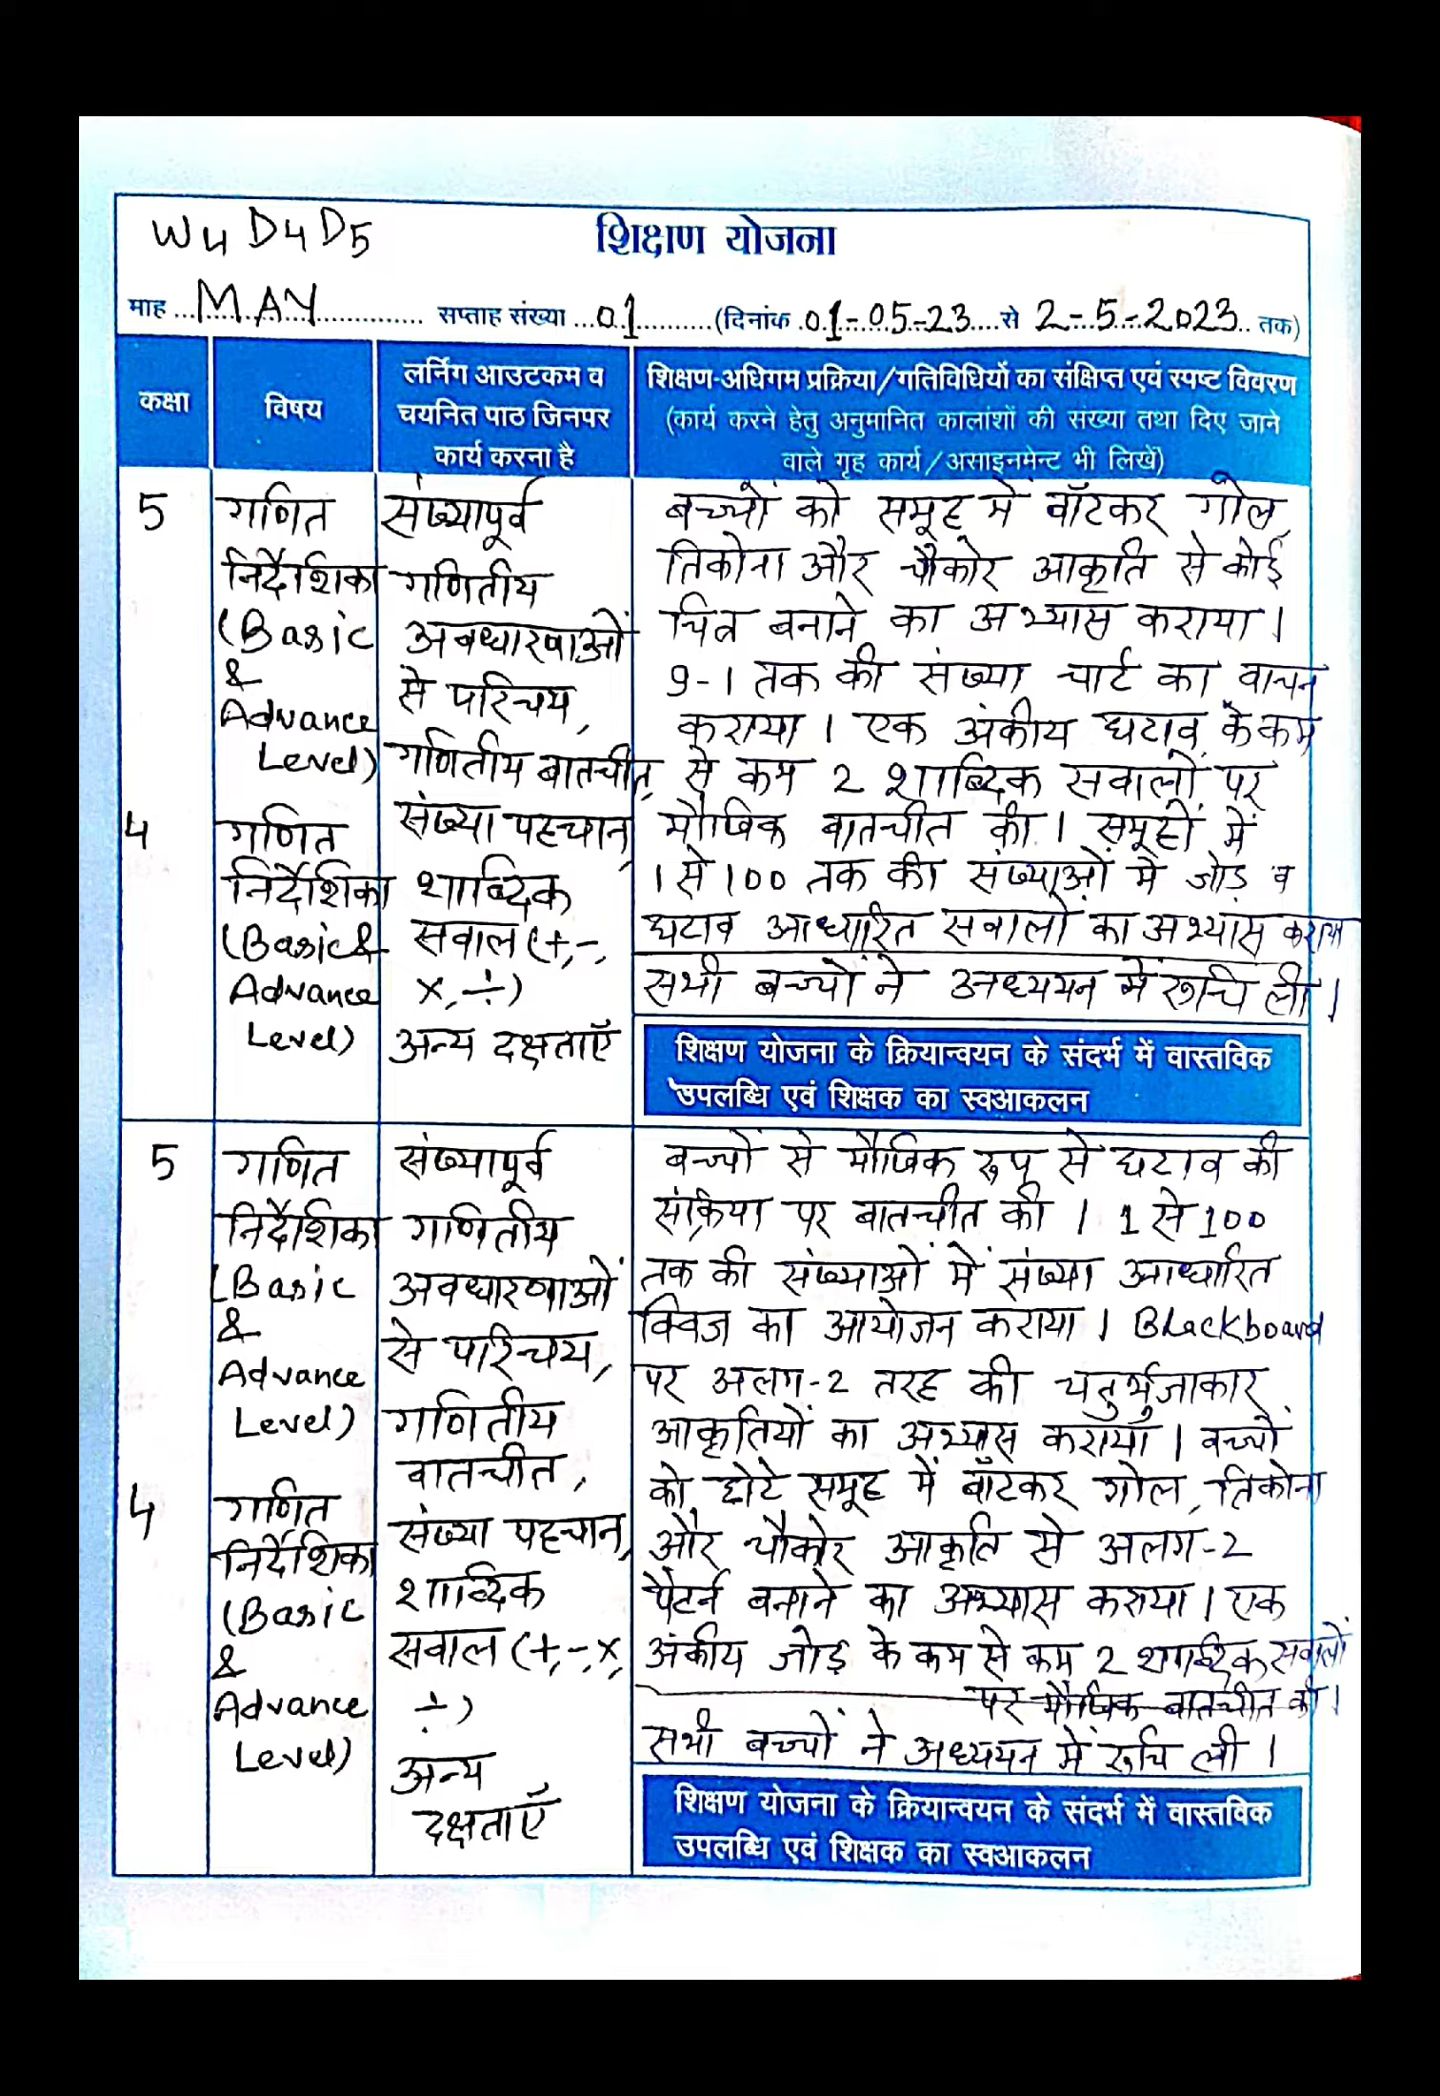 W4 D4 D5
शिक्षण योजना
माह ... MAY ... सप्ताह संख्या ...01... (दिनांक .01-05-23....से 2-5-2023.. तक)
कक्षा
विषय
लर्निंग आउटकम व
चयनित पाठ जिनपर
कार्य करना है
शिक्षण-अधिगम प्रक्रिया/गतिविधियों का संक्षिप्त एवं स्पष्ट विवरण
(कार्य करने हेतु अनुमानित कालांशों की संख्या तथा दिए जाने
वाले गृह कार्य/असाइनमेन्ट भी लिखें)
5
गणित
निर्देशिका
(Basic
&
Advance
Level)
संख्यापूर्व
गणितीय
अवधारणाओं
से परिचय,
गणितीय बातचीत,
संख्या पहचान,
शाब्दिक
सवाल (+,-,
×,÷)
अन्य दक्षताएँ
4
गणित
निर्देशिका
(Basic &
Advance
Level)
बच्चों को समूह में बाँटकर गोल,
तिकोना और चौकोर आकृति से कोई
चित्र बनाने का अभ्यास कराया।
9-1 तक की संख्या चार्ट का वाचन
कराया। एक अंकीय घटाव के कम
से कम 2 शाब्दिक सवालों पर
मौखिक बातचीत की। समूहों में
1 से 100 तक की संख्याओं में जोड़ व
घटाव आधारित सवालों का अभ्यास कराया
सभी बच्चों ने अध्ययन में रुचि ली।
शिक्षण योजना के क्रियान्वयन के संदर्भ में वास्तविक
उपलब्धि एवं शिक्षक का स्वआकलन
5
गणित
निर्देशिका
(Basic
&
Advance
Level)
संख्यापूर्व
गणितीय
अवधारणाओं
से परिचय,
गणितीय
बातचीत,
संख्या पहचान,
शाब्दिक
सवाल (+,-,×,
÷)
अन्य
दक्षताएँ
4
गणित
निर्देशिका
(Basic
&
Advance
Level)
बच्चों से मौखिक रूप से घटाव की
संक्रिया पर बातचीत की। 1 से 100
तक की संख्याओं में संख्या आधारित
क्विज का आयोजन कराया। Blackboard
पर अलग-2 तरह की चतुर्भुजाकार
आकृतियों का अभ्यास कराया। बच्चों
को छोटे समूह में बाँटकर गोल, तिकोना
और चौकोर आकृति से अलग-2
पैटर्न बनाने का अभ्यास कराया। एक
अंकीय जोड़ के कम से कम 2 शाब्दिक सवालों
पर मौखिक बातचीत की।
सभी बच्चों ने अध्ययन में रुचि ली।
शिक्षण योजना के क्रियान्वयन के संदर्भ में वास्तविक
उपलब्धि एवं शिक्षक का स्वआकलन